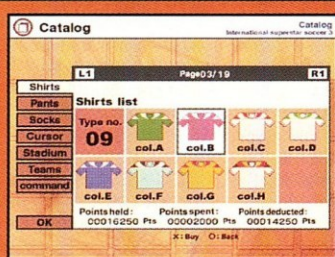 Catalog
Catalog
International superstar soccer 3
L1 Page03/19 R1
Shirts
Pants
Socks
Cursor
Stadium
Teams
command
OK
Shirts list
Type no.
09
col.A col.B col.C col.D
col.E col.F col.G col.H
Points held: Points spent: Points deducted:
00016250 Pts 00002000 Pts 00014250 Pts
X: Buy O: Back